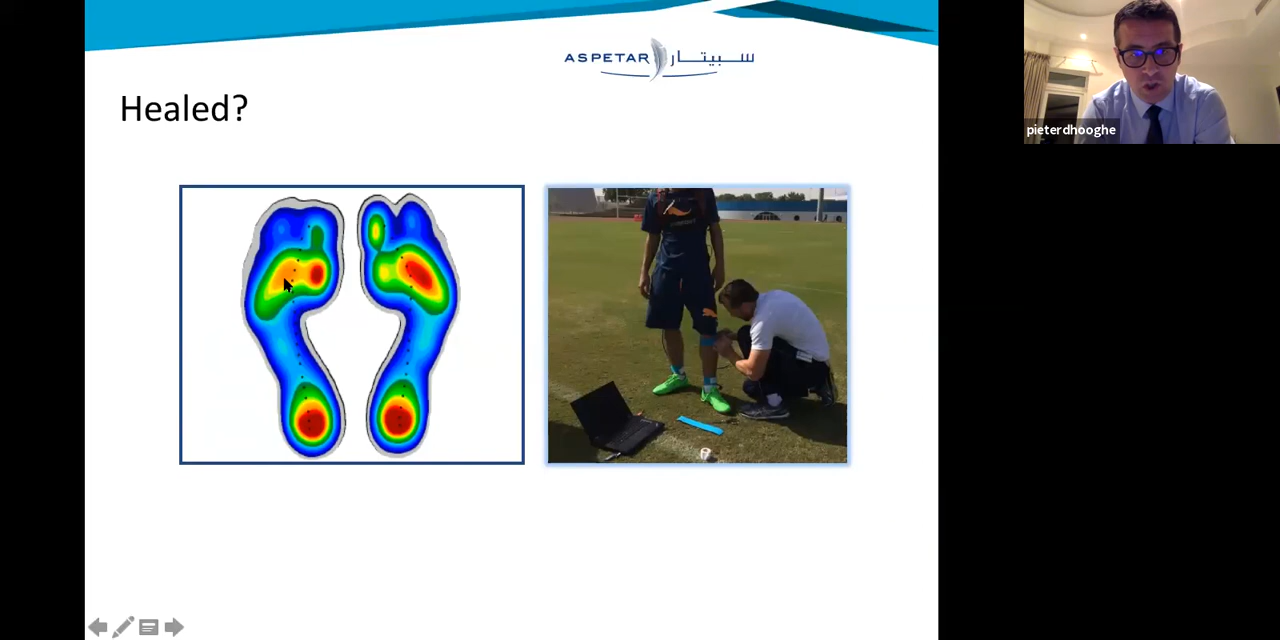 ASPETAR سبيتار
Healed?
pieterdhooghe